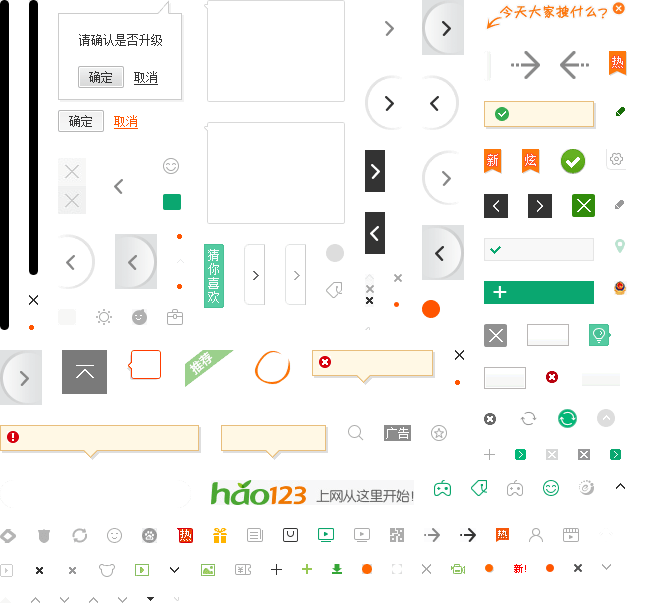 今天大家搜什么?
请确认是否升级
确定 取消
热
确定 取消
新 炫
猜你喜欢
推荐
广告
hao123 上网从这里开始!
热 热
新!